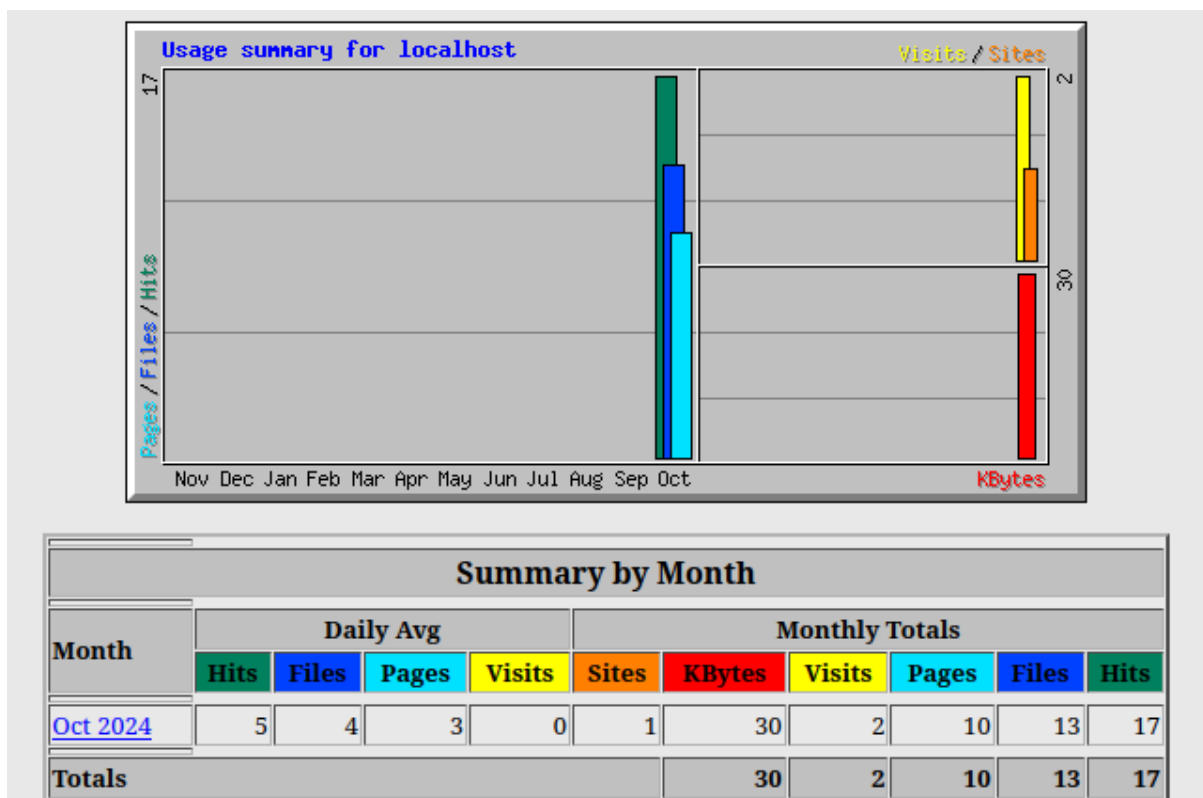 Usage summary for localhost
Visits/Sites
17
2
Pages/Files/Hits
30
Nov Dec Jan Feb Mar Apr May Jun Jul Aug Sep Oct
KBytes
Summary by Month
Month Daily Avg Monthly Totals
Hits Files Pages Visits Sites KBytes Visits Pages Files Hits
Oct 2024 5 4 3 0 1 30 2 10 13 17
Totals 30 2 10 13 17